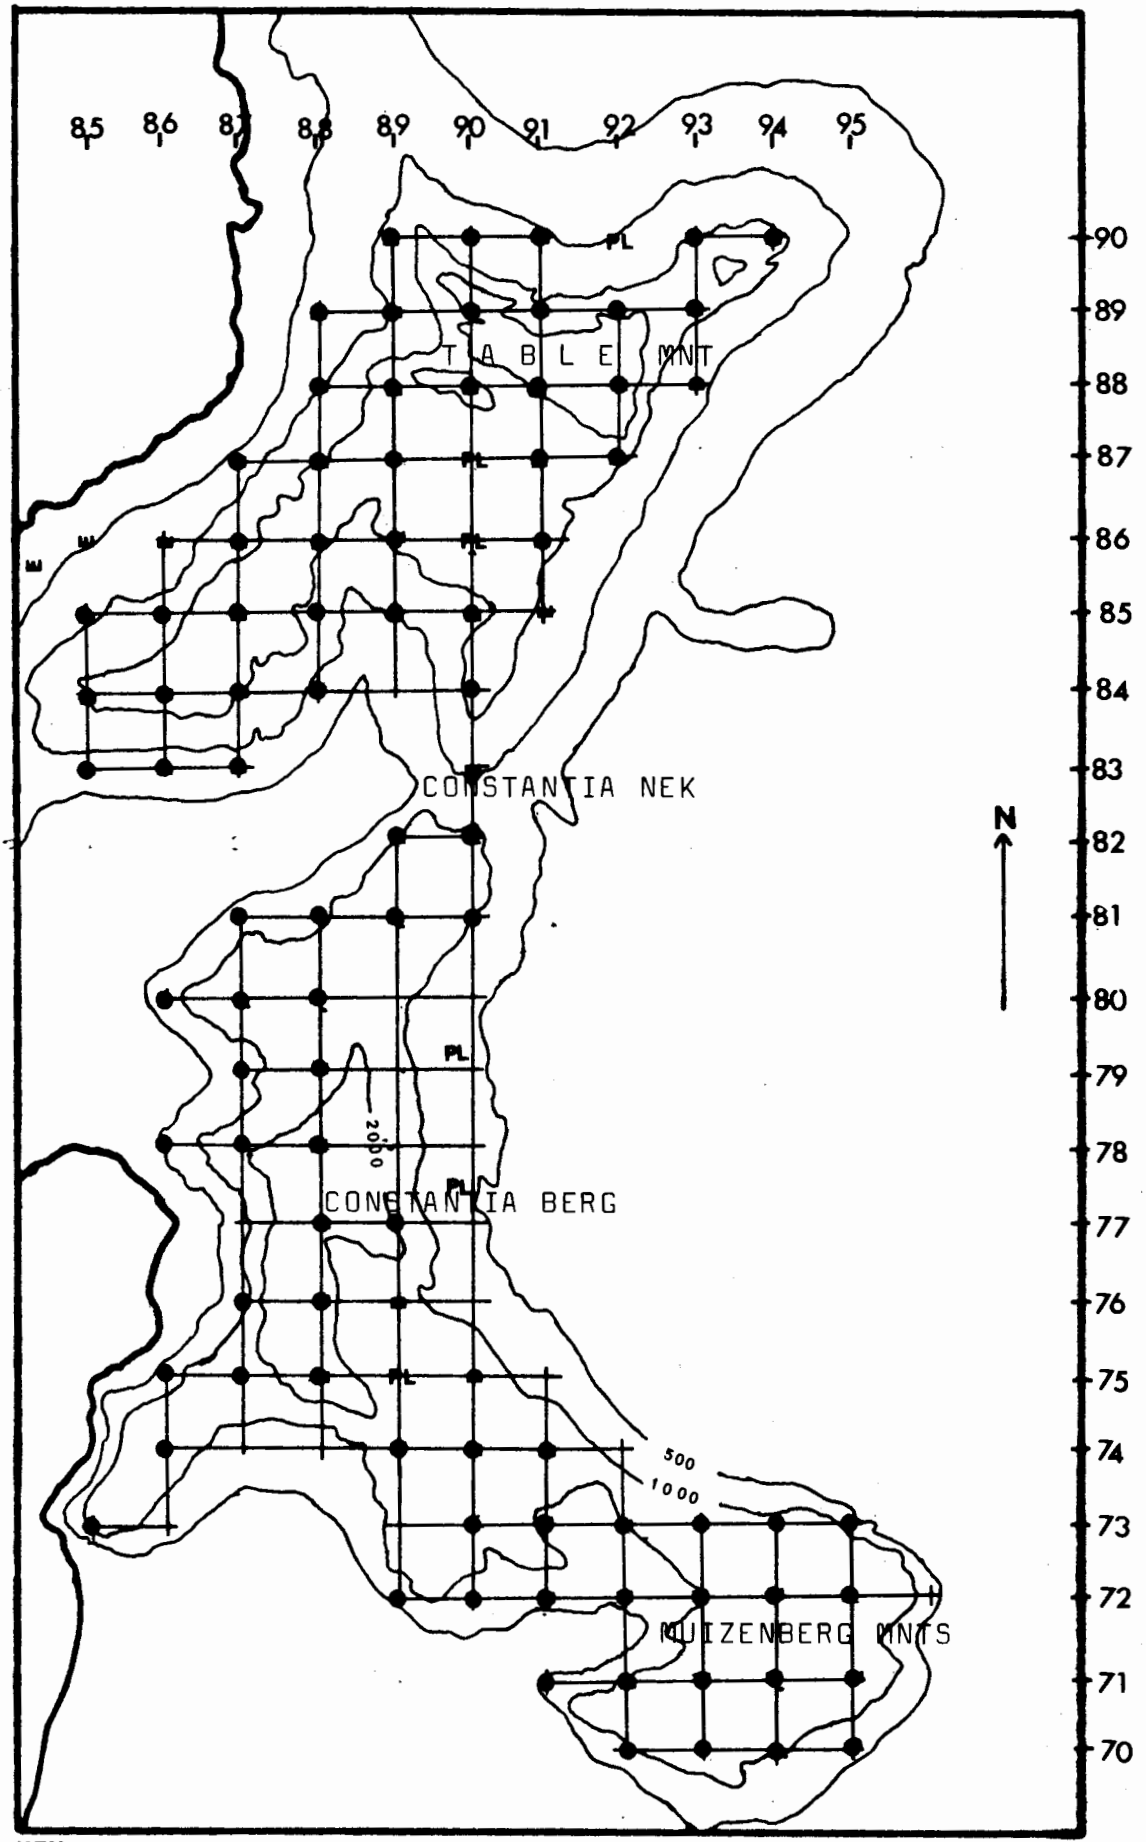 85 86 87 88 89 90 91 92 93 94 95
PL 90
89
TABLE MNT
88
PL 87
E E PL 86
85
84
83
CONSTANTIA NEK
N
82
81
80
PL
79
2000
78
PL
CONSTANTIA BERG
77
76
PL 75
74
500
1000
73
72
MUIZENBERG MNTS
71
70